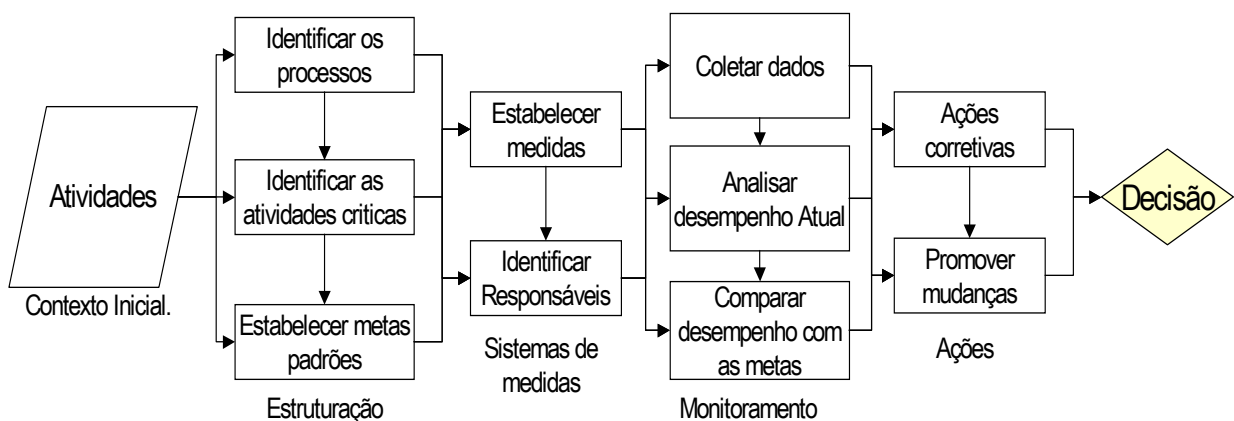 Atividades
Contexto Inicial.
Identificar os
processos
Identificar as
atividades criticas
Estabelecer metas
padrões
Estruturação
Estabelecer
medidas
Identificar
Responsáveis
Sistemas de
medidas
Coletar dados
Analisar
desempenho Atual
Comparar
desempenho com
as metas
Monitoramento
Ações
corretivas
Promover
mudanças
Ações
Decisão